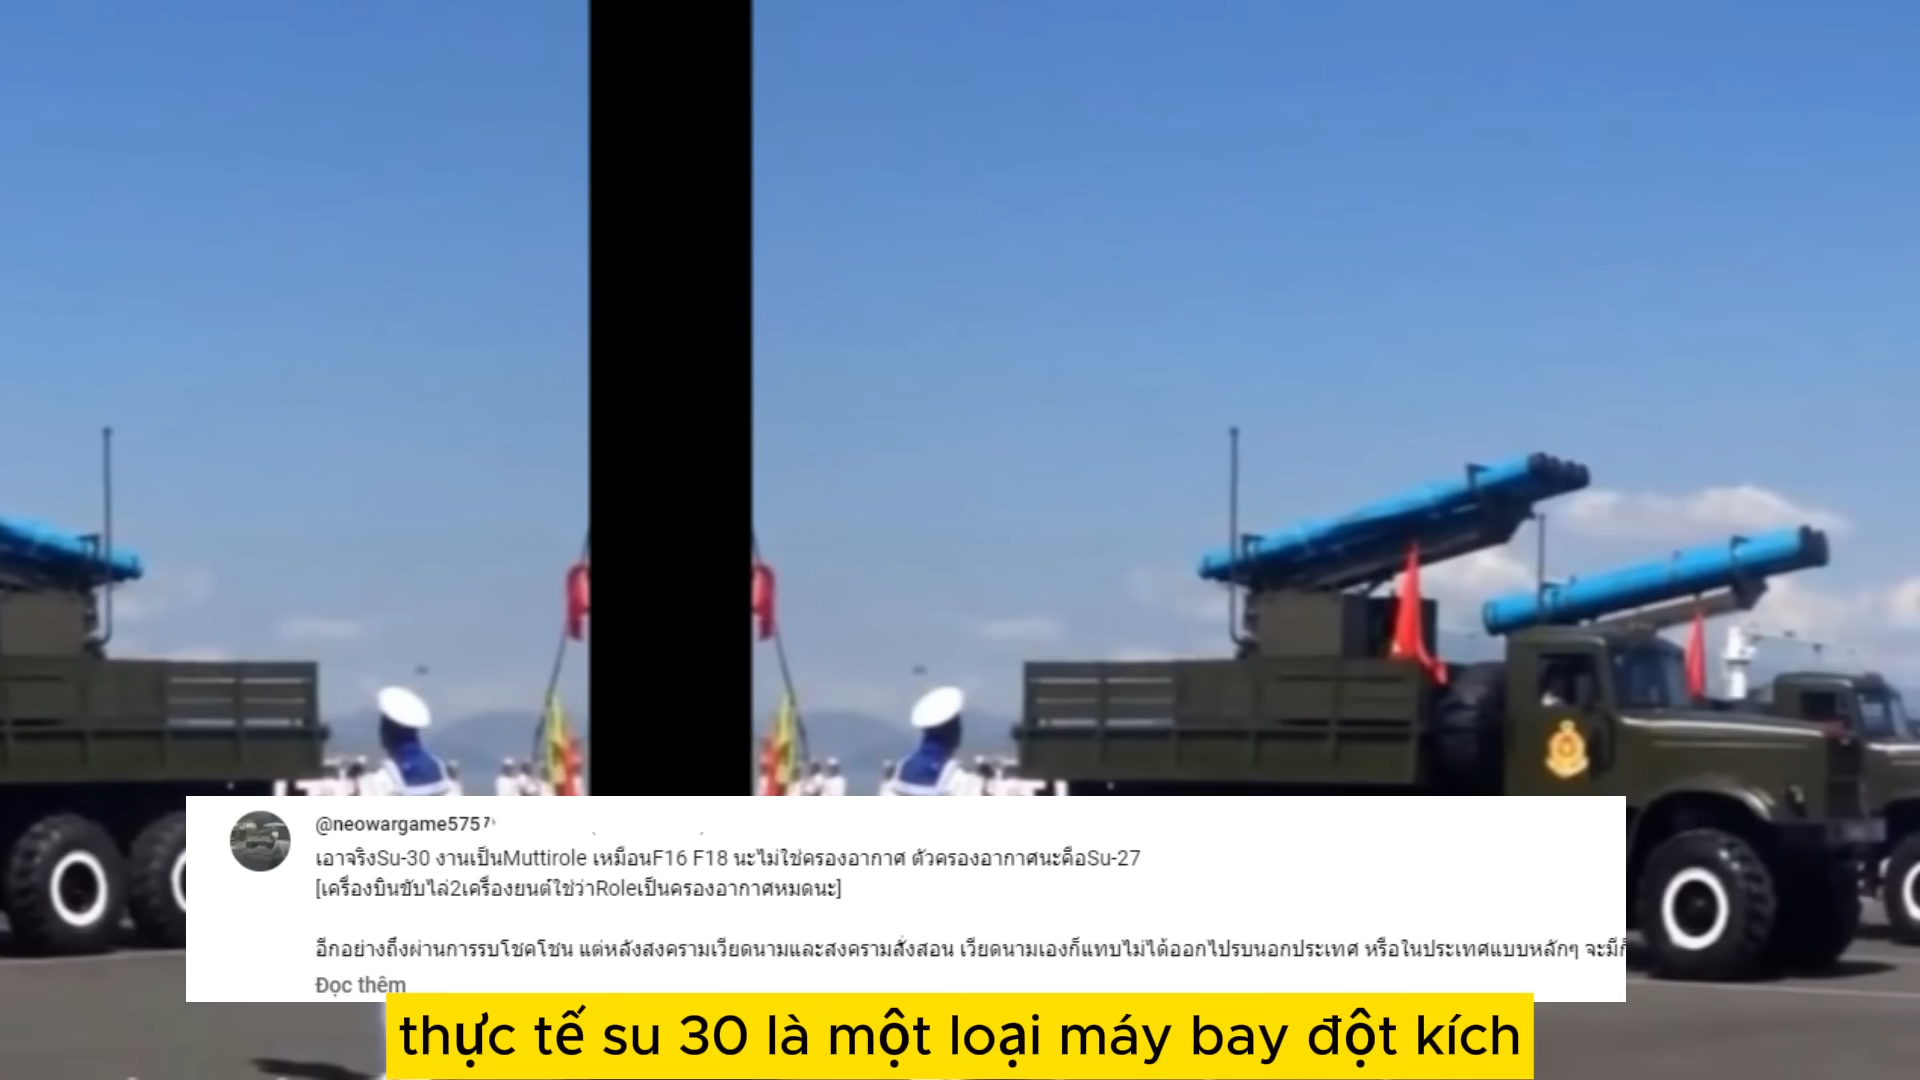 @neowargame575
เอาจริงSu-30 งานเป็นMuttirole เหมือนF16 F18 นะไม่ใช่ครองอากาศ ตัวครองอากาศนะคือSu-27
[เครื่องบินขับไล่2เครื่องยนต์ใช่ว่าRoleเป็นครองอากาศหมดนะ]
อีกอย่างถึงผ่านการรบโชคโชน แต่หลังสงครามเวียดนามและสงครามสั่งสอน เวียดนามเองก็แทบไม่ได้ออกไปรบนอกประเทศ หรือในประเทศแบบหลักๆ จะมี
Đọc thêm
thực tế su 30 là một loại máy bay đột kích